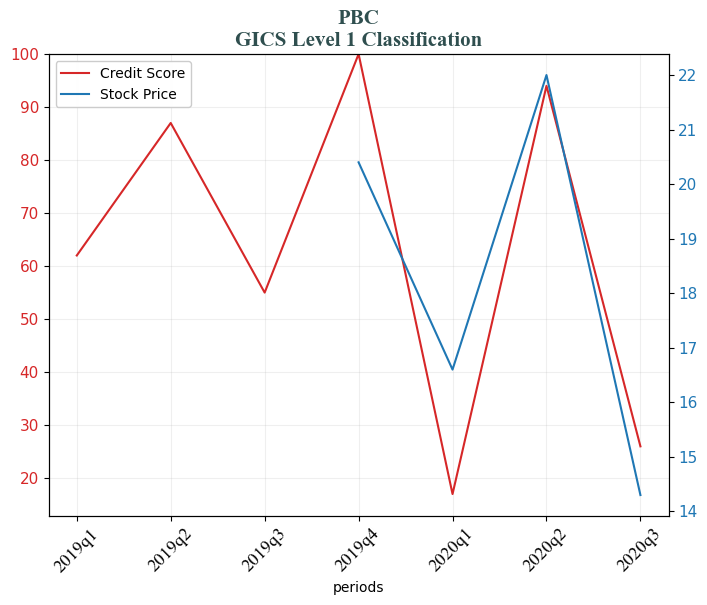 PBC
GICS Level 1 Classification
Credit Score
Stock Price
100
90
80
70
60
50
40
30
20
22
21
20
19
18
17
16
15
14
2019q1
2019q2
2019q3
2019q4
2020q1
2020q2
2020q3
periods